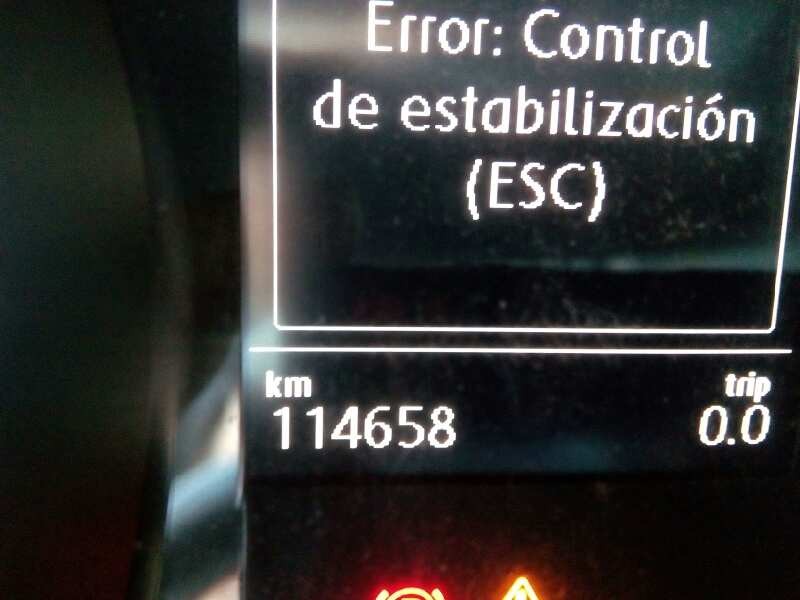 Error: Control
de estabilización
(ESC)
km trip
114658 0.0